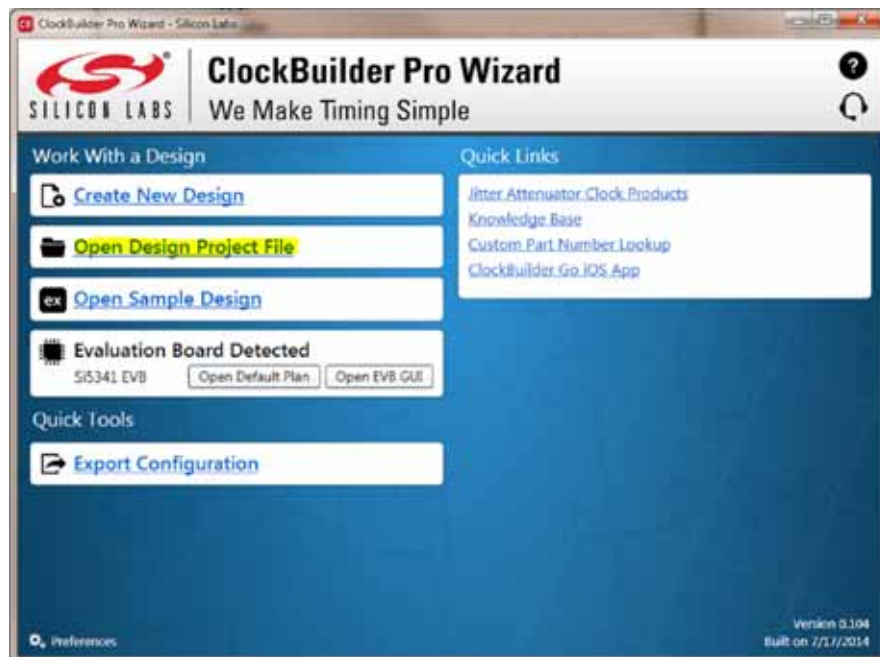 ClockBuilder Pro Wizard - Silicon Labs
SILICON LABS
ClockBuilder Pro Wizard
We Make Timing Simple
?
Work With a Design
Create New Design
Open Design Project File
ex Open Sample Design
Evaluation Board Detected
Si5341 EVB
Open Default Plan
Open EVB GUI
Quick Tools
Export Configuration
Quick Links
Jitter Attenuator Clock Products
Knowledge Base
Custom Part Number Lookup
ClockBuilder Go iOS App
Preferences
Version 0.104
Built on 7/17/2014